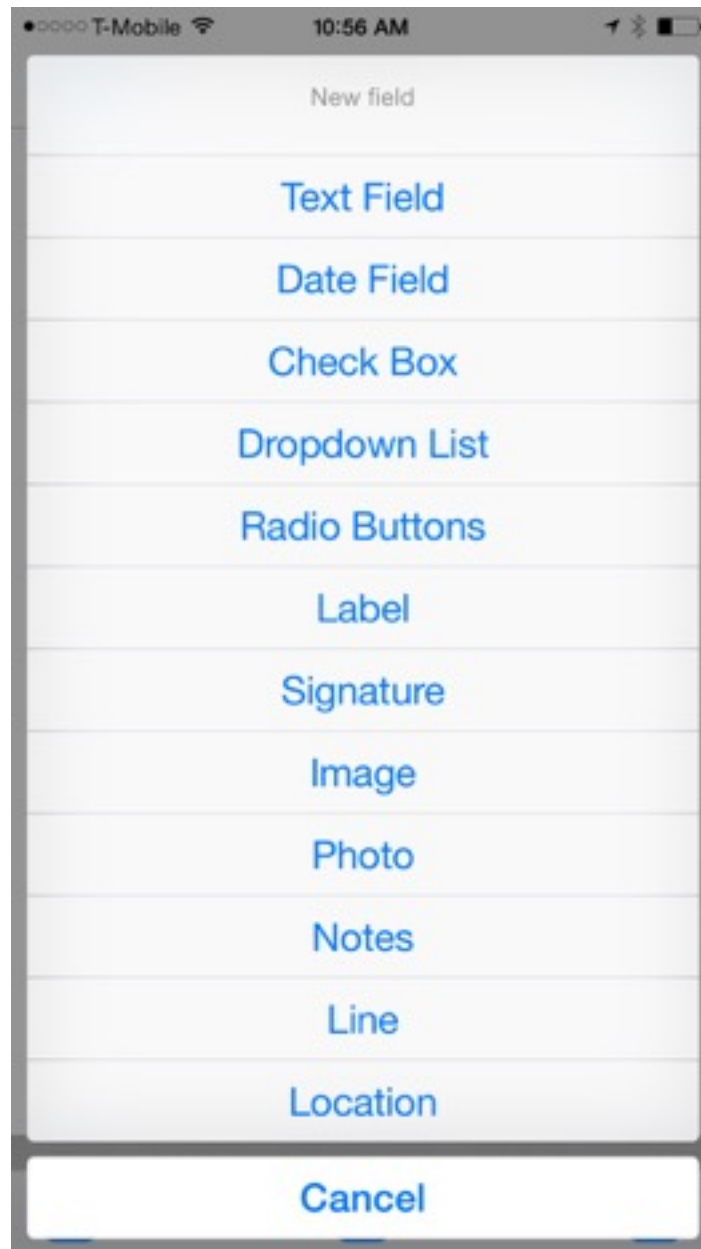 T-Mobile 10:56 AM
New field
Text Field
Date Field
Check Box
Dropdown List
Radio Buttons
Label
Signature
Image
Photo
Notes
Line
Location
Cancel